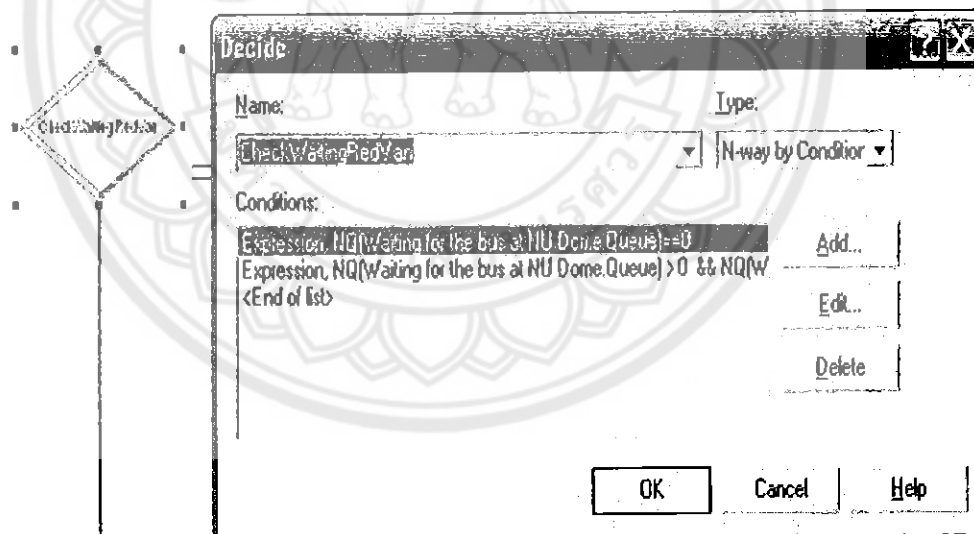 Decide
Name:
Type:
CheckWaitingRedVan
N-way by Condition
CheckWaitingRedVan
Conditions:
Expression, NQ(Waiting for the bus at NU Dome.Queue)==0
Add...
Expression, NQ(Waiting for the bus at NU Dome.Queue) >0 && NQ(W
<End of list>
Edit...
Delete
OK
Cancel
Help